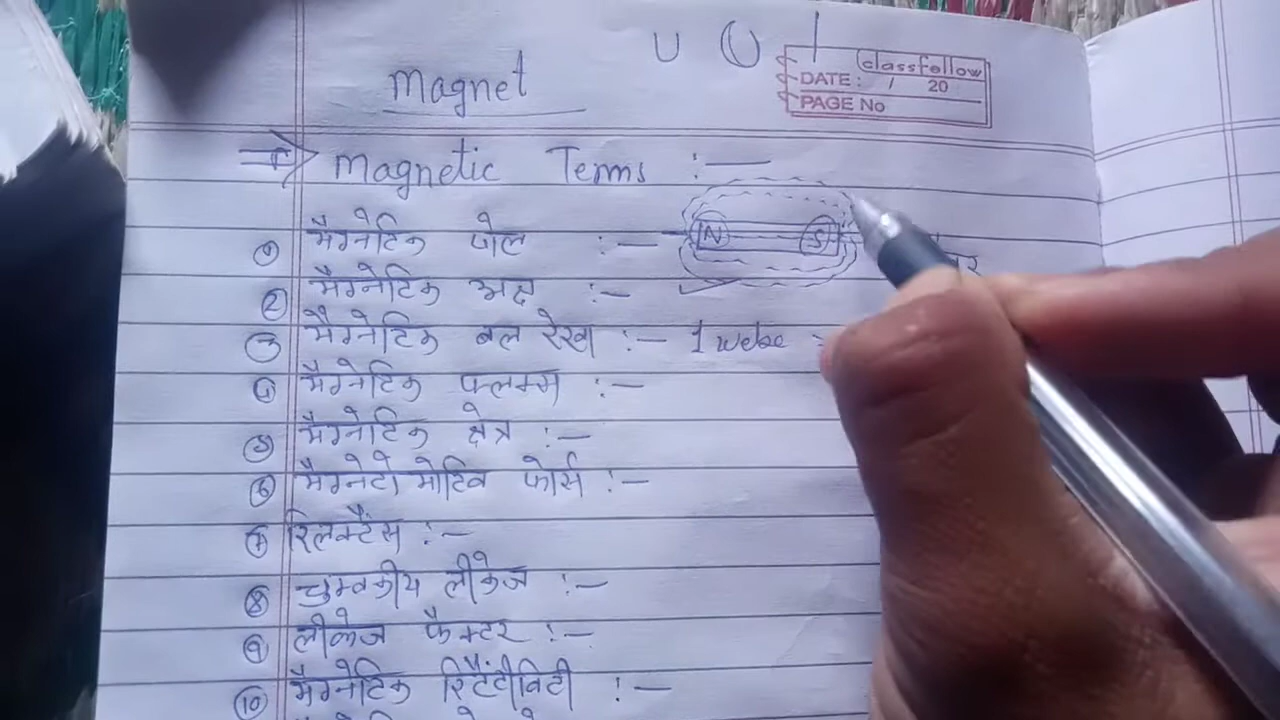 U U
classfellow
DATE: / 20
PAGE No
Magnet
Magnetic Terms :—
① मैग्नेटिक पोल :—
N S
② मैग्नेटिक अक्ष :—
③ मैग्नेटिक बल रेखा :— 1 webe
④ मैग्नेटिक फ्लक्स :—
⑤ मैग्नेटिक क्षेत्र :—
⑥ मैग्नेटो मोटिव फोर्स :—
⑦ रिलक्टैंस :—
⑧ चुम्बकीय लीकेज :—
⑨ लीकेज फैक्टर :—
⑩ मैग्नेटिक रिटैंटीविटी :—